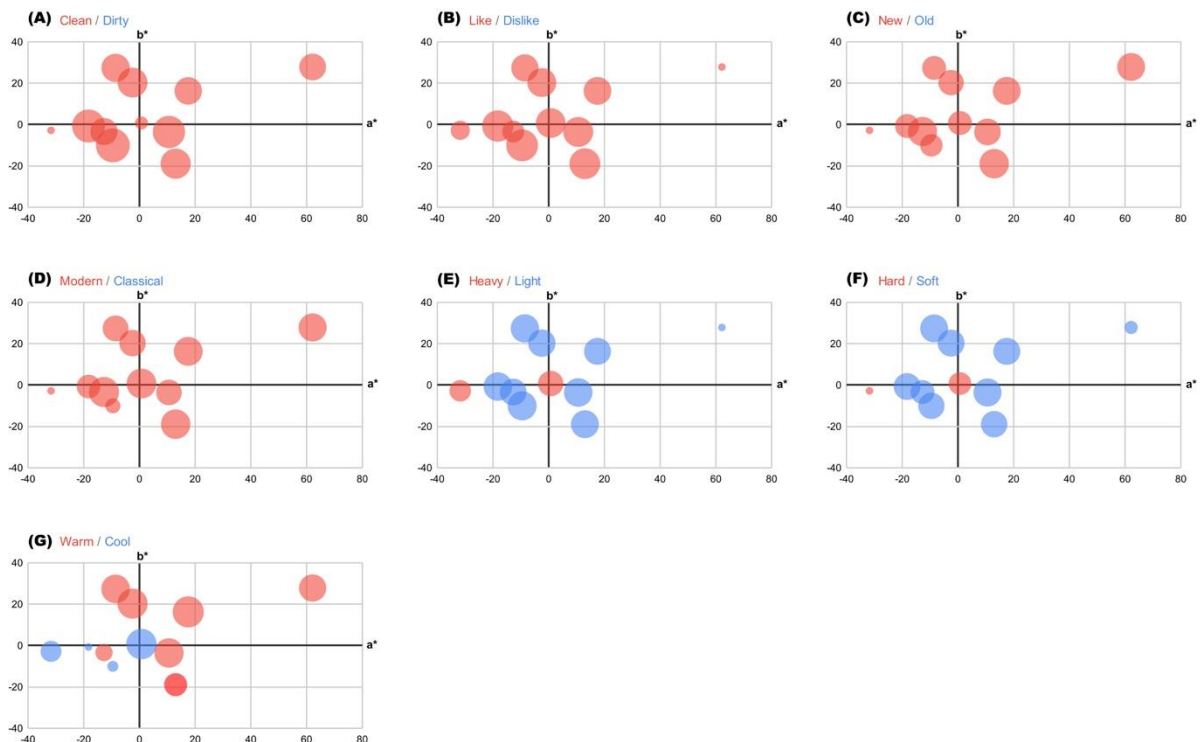 (A) Clean / Dirty
b*
40
20
0
-20
-40
a*
-40 -20 0 20 40 60 80
(B) Like / Dislike
b*
40
20
0
-20
-40
a*
-40 -20 0 20 40 60 80
(C) New / Old
b*
40
20
0
-20
-40
a*
-40 -20 0 20 40 60 80
(D) Modern / Classical
b*
40
20
0
-20
-40
a*
-40 -20 0 20 40 60 80
(E) Heavy / Light
b*
40
20
0
-20
-40
a*
-40 -20 0 20 40 60 80
(F) Hard / Soft
b*
40
20
0
-20
-40
a*
-40 -20 0 20 40 60 80
(G) Warm / Cool
b*
40
20
0
-20
-40
a*
-40 -20 0 20 40 60 80